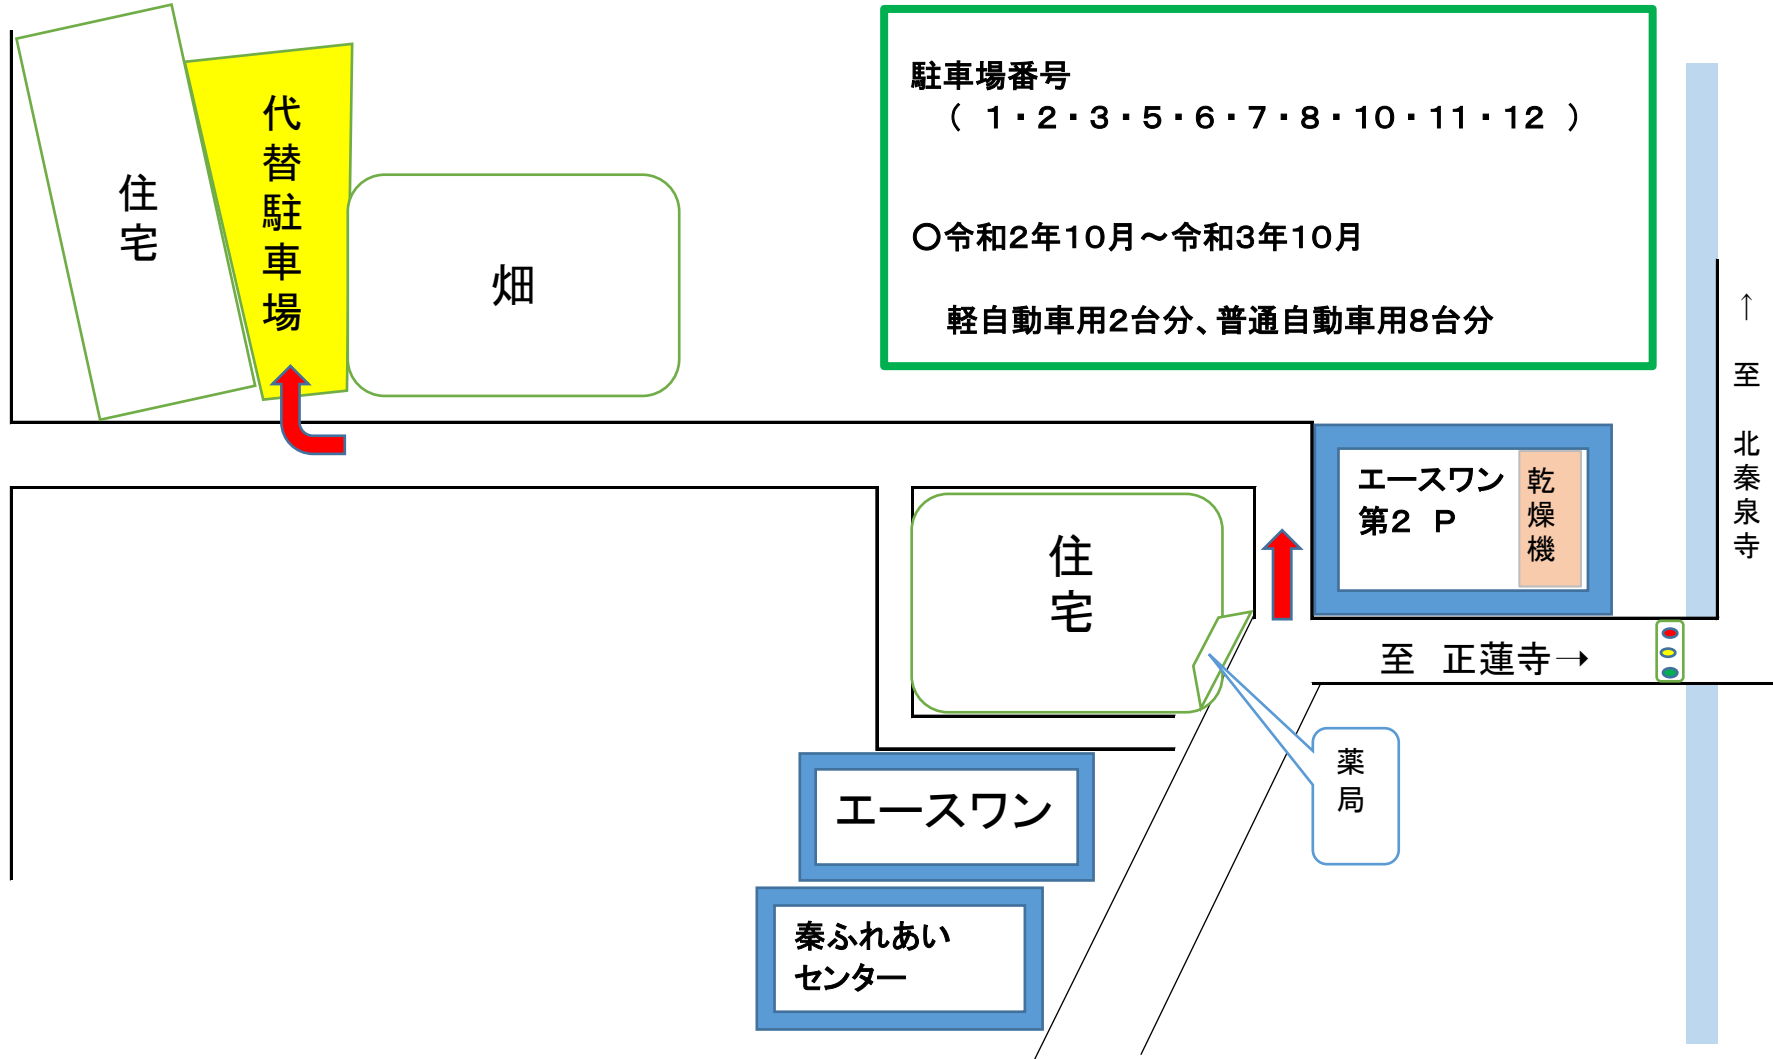 駐車場番号
（ １・２・３・５・６・７・８・１０・１１・１２ ）
〇令和２年１０月～令和３年１０月
軽自動車用２台分、普通自動車用８台分
住宅
代替駐車場
畑
↑ 至 北秦泉寺
エースワン
第２ Ｐ
乾燥機
住宅
至 正蓮寺→
薬局
エースワン
秦ふれあい
センター